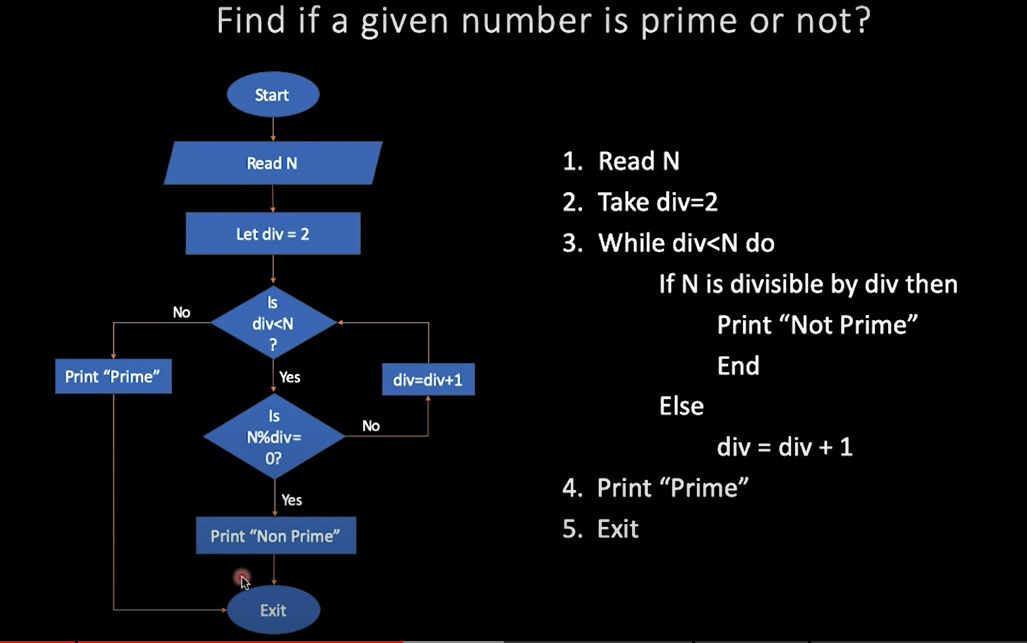 Find if a given number is prime or not?
Start
Read N
Let div = 2
Is
div<N
?
No
Yes
Print “Prime”
div=div+1
Is
N%div=
0?
No
Yes
Print “Non Prime”
Exit
1. Read N
2. Take div=2
3. While div<N do
If N is divisible by div then
Print “Not Prime”
End
Else
div = div + 1
4. Print “Prime”
5. Exit